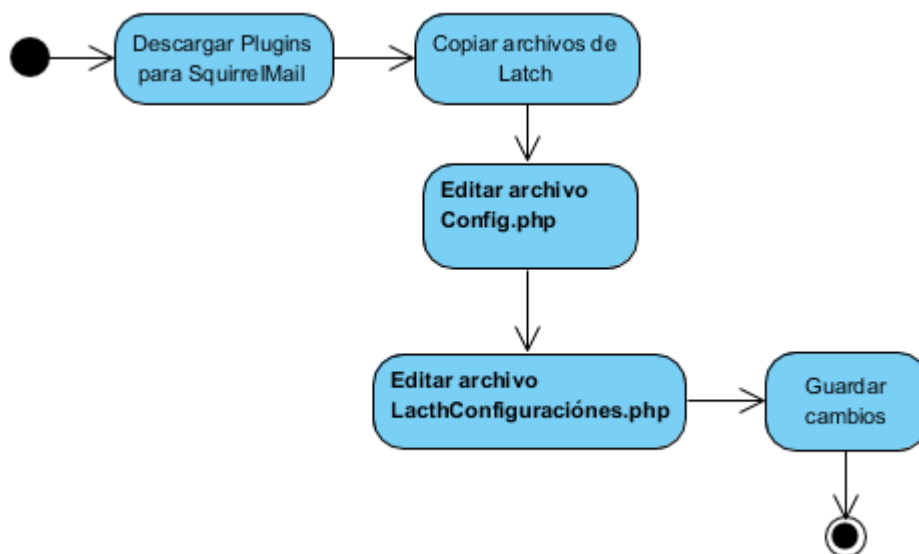 Descargar Plugins
para SquirrelMail
Copiar archivos de
Latch
Editar archivo
Config.php
Editar archivo
LacthConfiguraciónes.php
Guardar
cambios